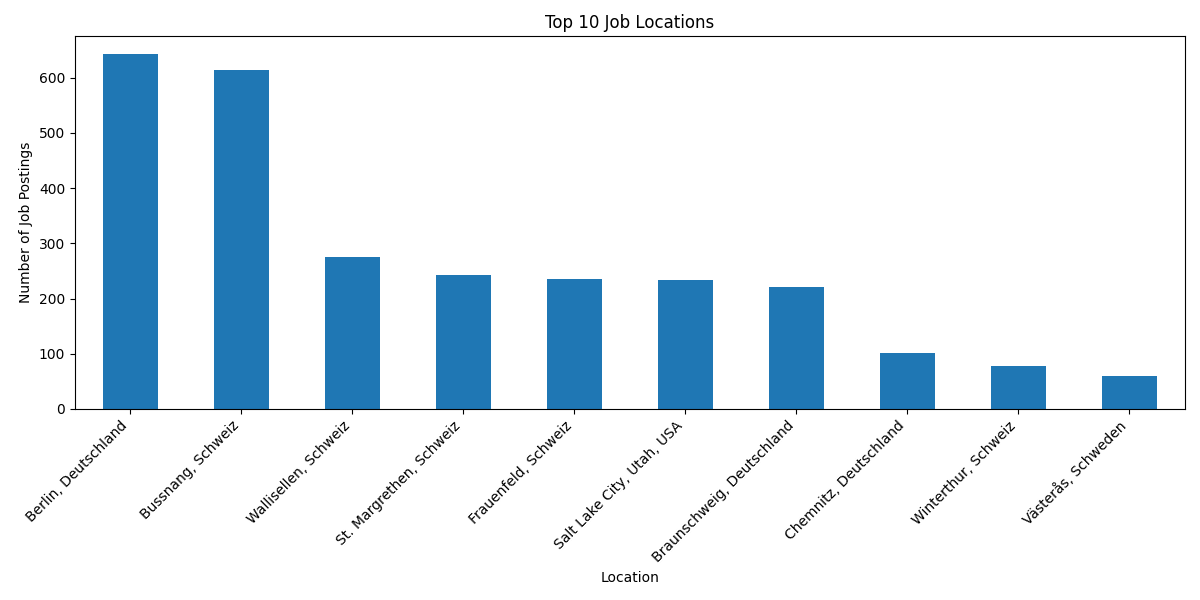 Top 10 Job Locations
Number of Job Postings
600
500
400
300
200
100
0
Berlin, Deutschland
Bussnang, Schweiz
Wallisellen, Schweiz
St. Margrethen, Schweiz
Frauenfeld, Schweiz
Salt Lake City, Utah, USA
Braunschweig, Deutschland
Chemnitz, Deutschland
Winterthur, Schweiz
Västerås, Schweden
Location